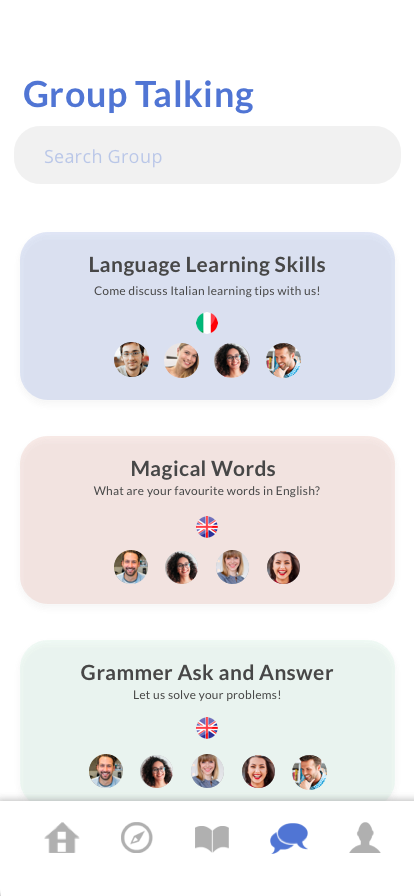 Group Talking
Search Group
Language Learning Skills
Come discuss Italian learning tips with us!
Magical Words
What are your favourite words in English?
Grammer Ask and Answer
Let us solve your problems!